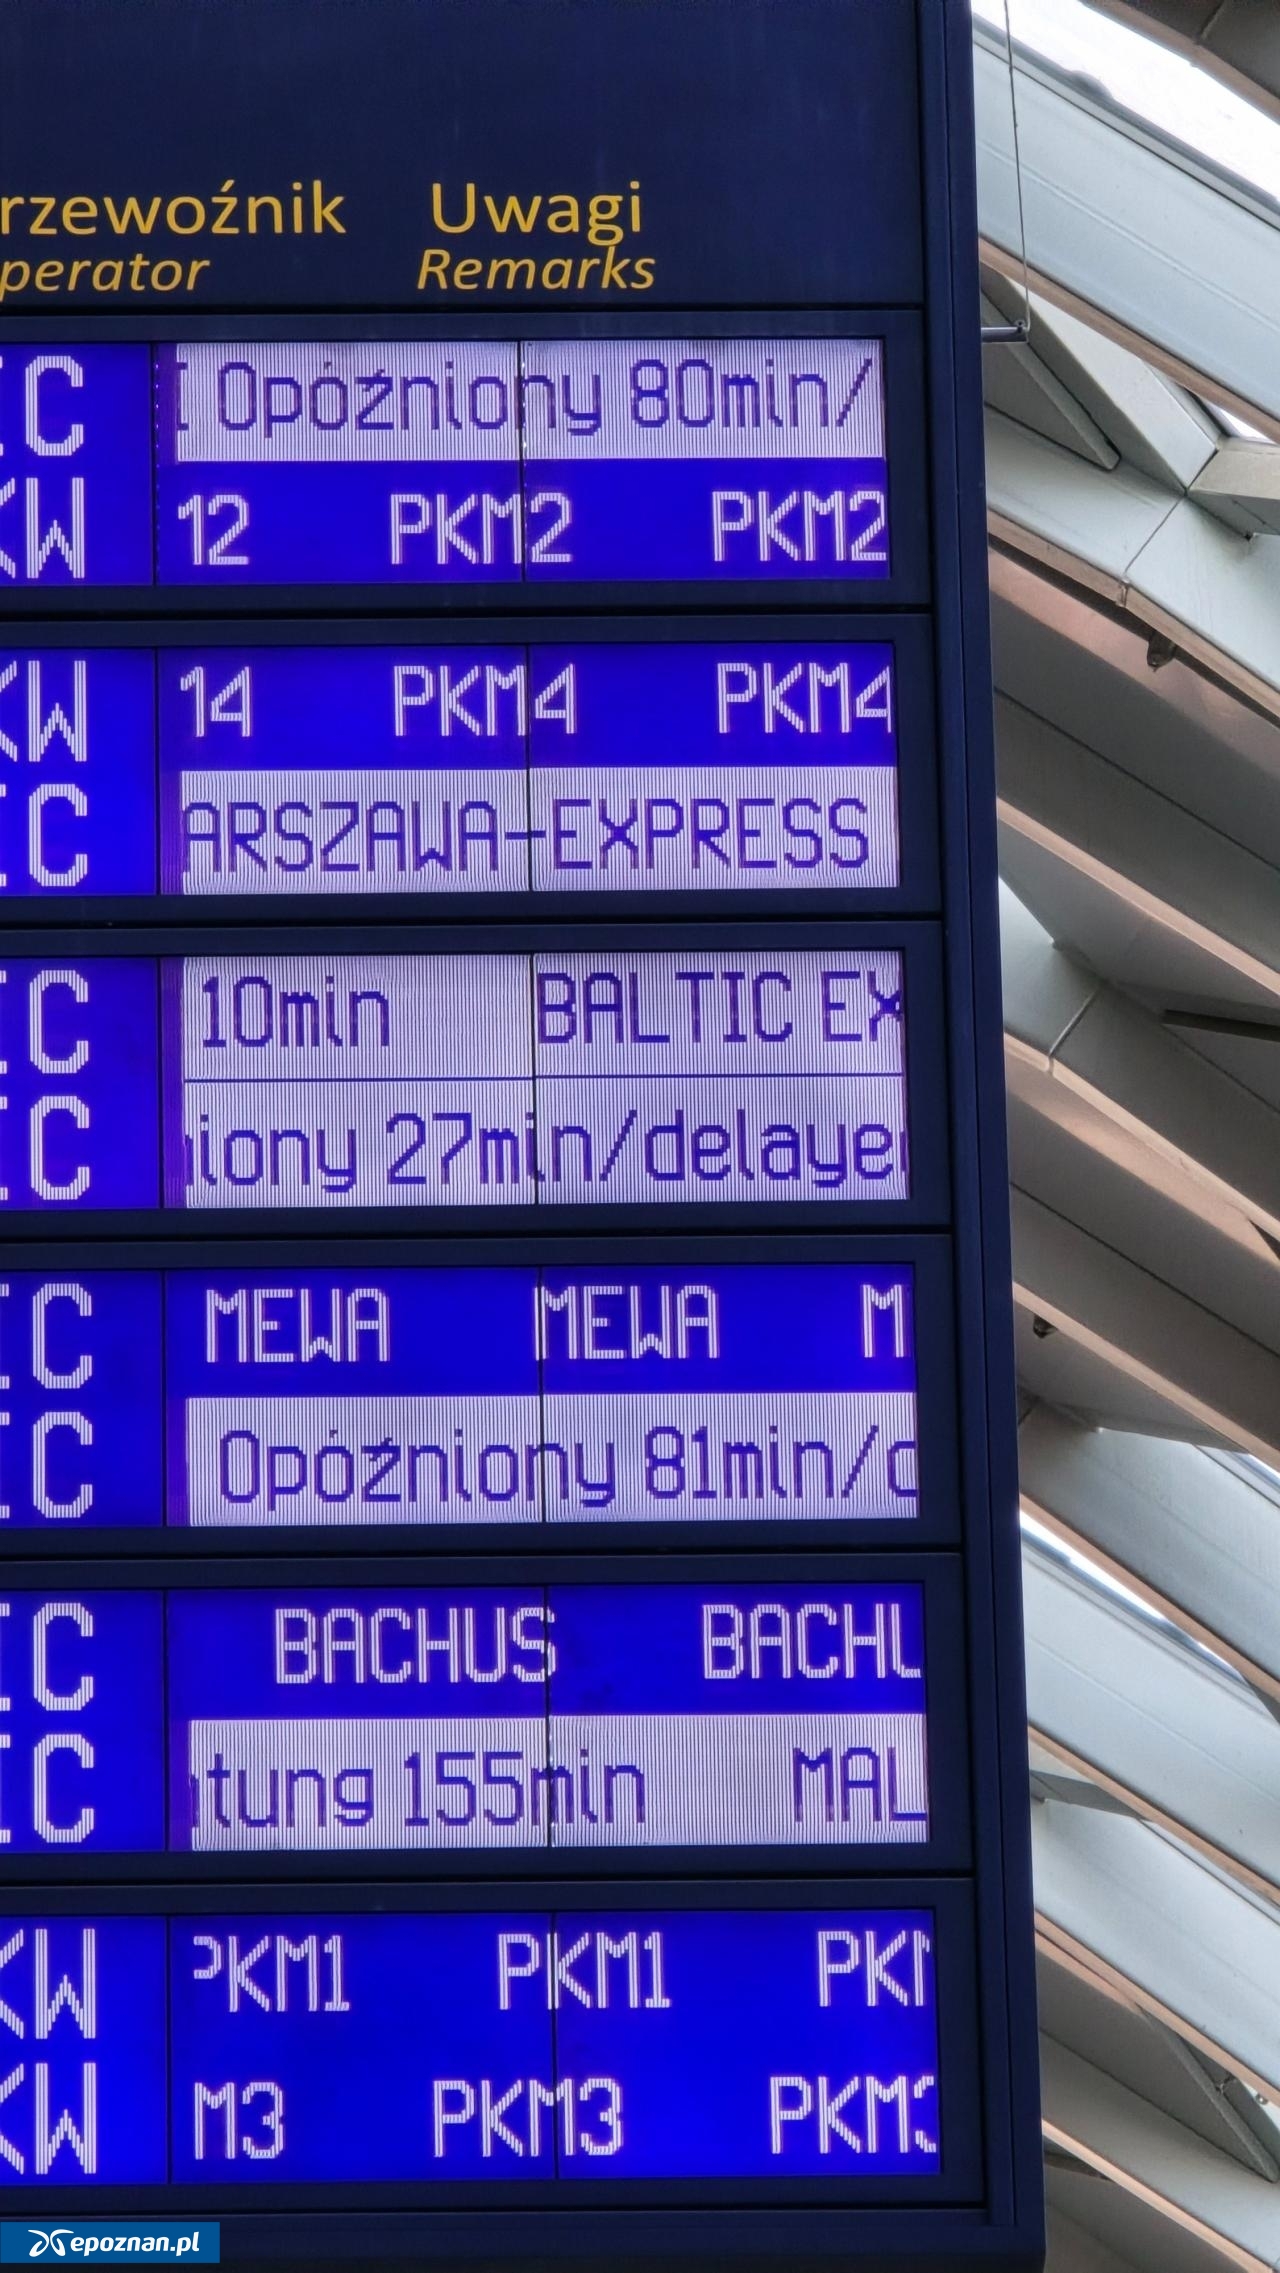 rzewoźnik Uwagi
perator Remarks
IC I Opóźniony 80min/
KW 12 PKM2 PKM2
KW 14 PKM4 PKM4
IC ARSZAWA-EXPRESS
IC 10min BALTIC EX
IC niony 27min/delaye
IC MEWA MEWA M
IC Opóźniony 81min/d
IC BACHUS BACHU
IC tung 155min MAL
KW PKM1 PKM1 PKM
KW M3 PKM3 PKM3
epoznan.pl